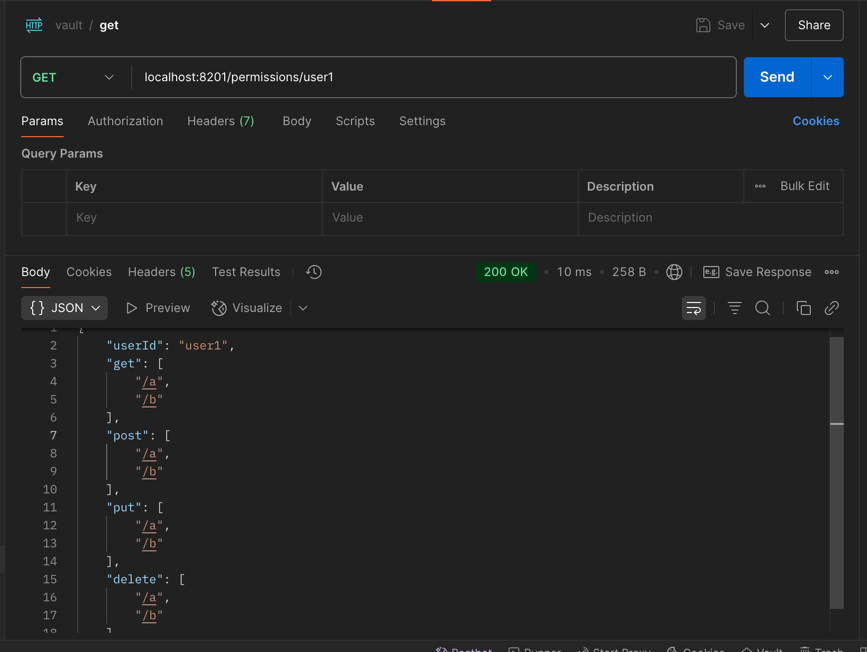 HTTP vault / get Save Share
GET localhost:8201/permissions/user1 Send
Params Authorization Headers (7) Body Scripts Settings Cookies
Query Params
Key Value Description Bulk Edit
Key Value Description
Body Cookies Headers (5) Test Results 200 OK 10 ms 258 B e.g. Save Response
{} JSON Preview Visualize
1 {
2 "userId": "user1",
3 "get": [
4 "/a",
5 "/b"
6 ],
7 "post": [
8 "/a",
9 "/b"
10 ],
11 "put": [
12 "/a",
13 "/b"
14 ],
15 "delete": [
16 "/a",
17 "/b"
18 ]
Postbot Runner Start Proxy Cookies Vault Trash